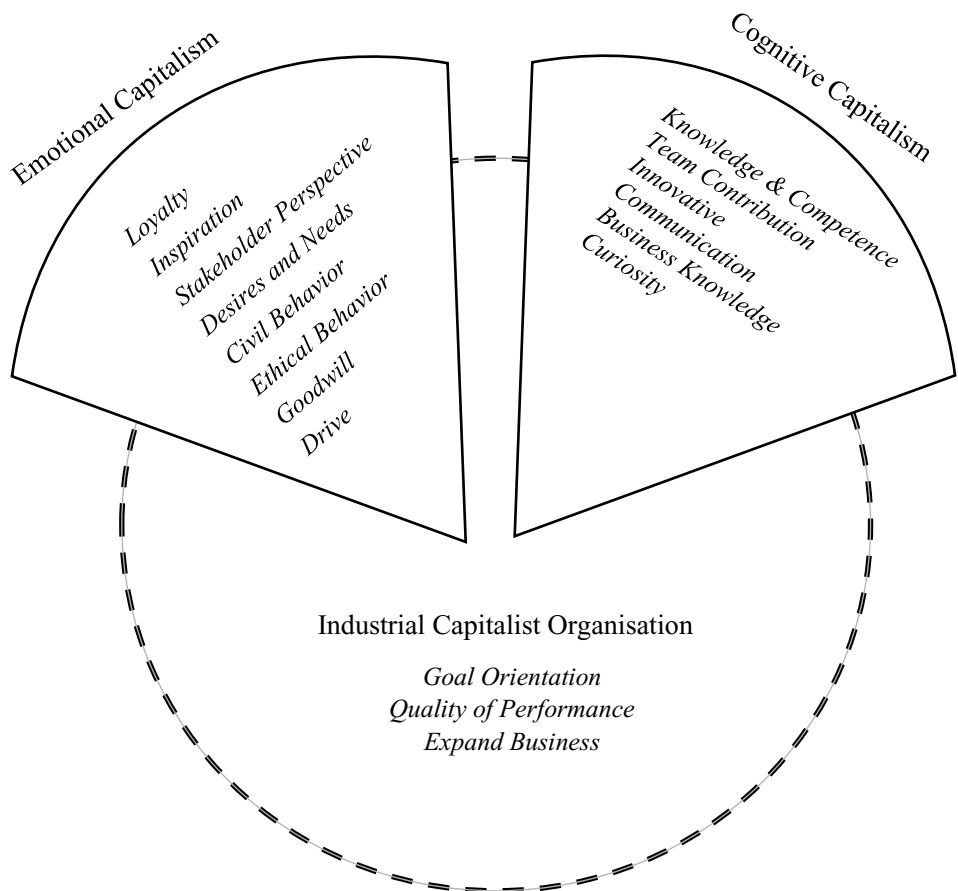 Emotional Capitalism
Loyalty
Inspiration
Stakeholder Perspective
Desires and Needs
Civil Behavior
Ethical Behavior
Goodwill
Drive
Cognitive Capitalism
Knowledge & Competence
Team Contribution
Innovative
Communication
Business Knowledge
Curiosity
Industrial Capitalist Organisation
Goal Orientation
Quality of Performance
Expand Business